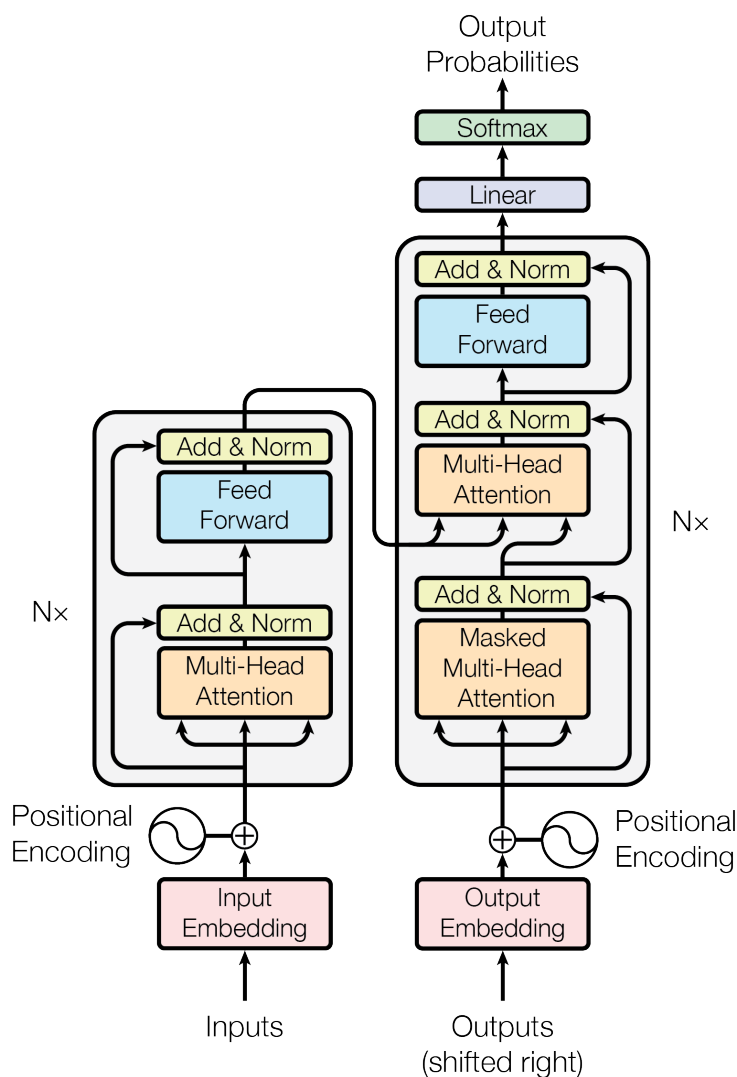 Output
Probabilities
Softmax
Linear
Add & Norm
Feed
Forward
Add & Norm
Multi-Head
Attention
Add & Norm
Masked
Multi-Head
Attention
N×
Add & Norm
Feed
Forward
Add & Norm
Multi-Head
Attention
N×
Positional
Encoding
Positional
Encoding
Input
Embedding
Output
Embedding
Inputs
Outputs
(shifted right)